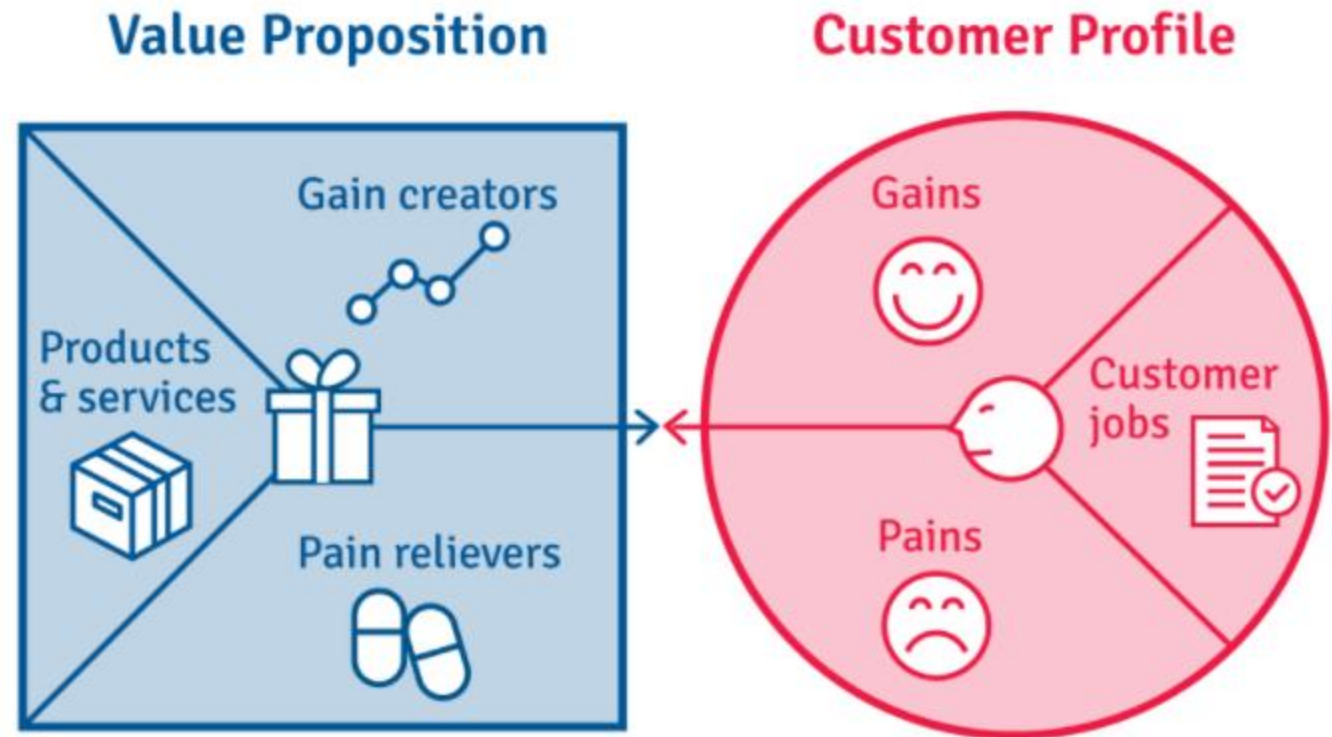 Value Proposition
Gain creators
Products
& services
Pain relievers
Customer Profile
Gains
Customer
jobs
Pains